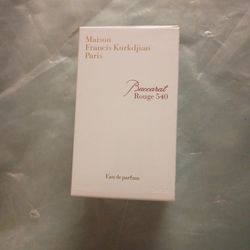 Maison
Francis Kurkdjian
Paris
Baccarat
Rouge 540
Eau de parfum